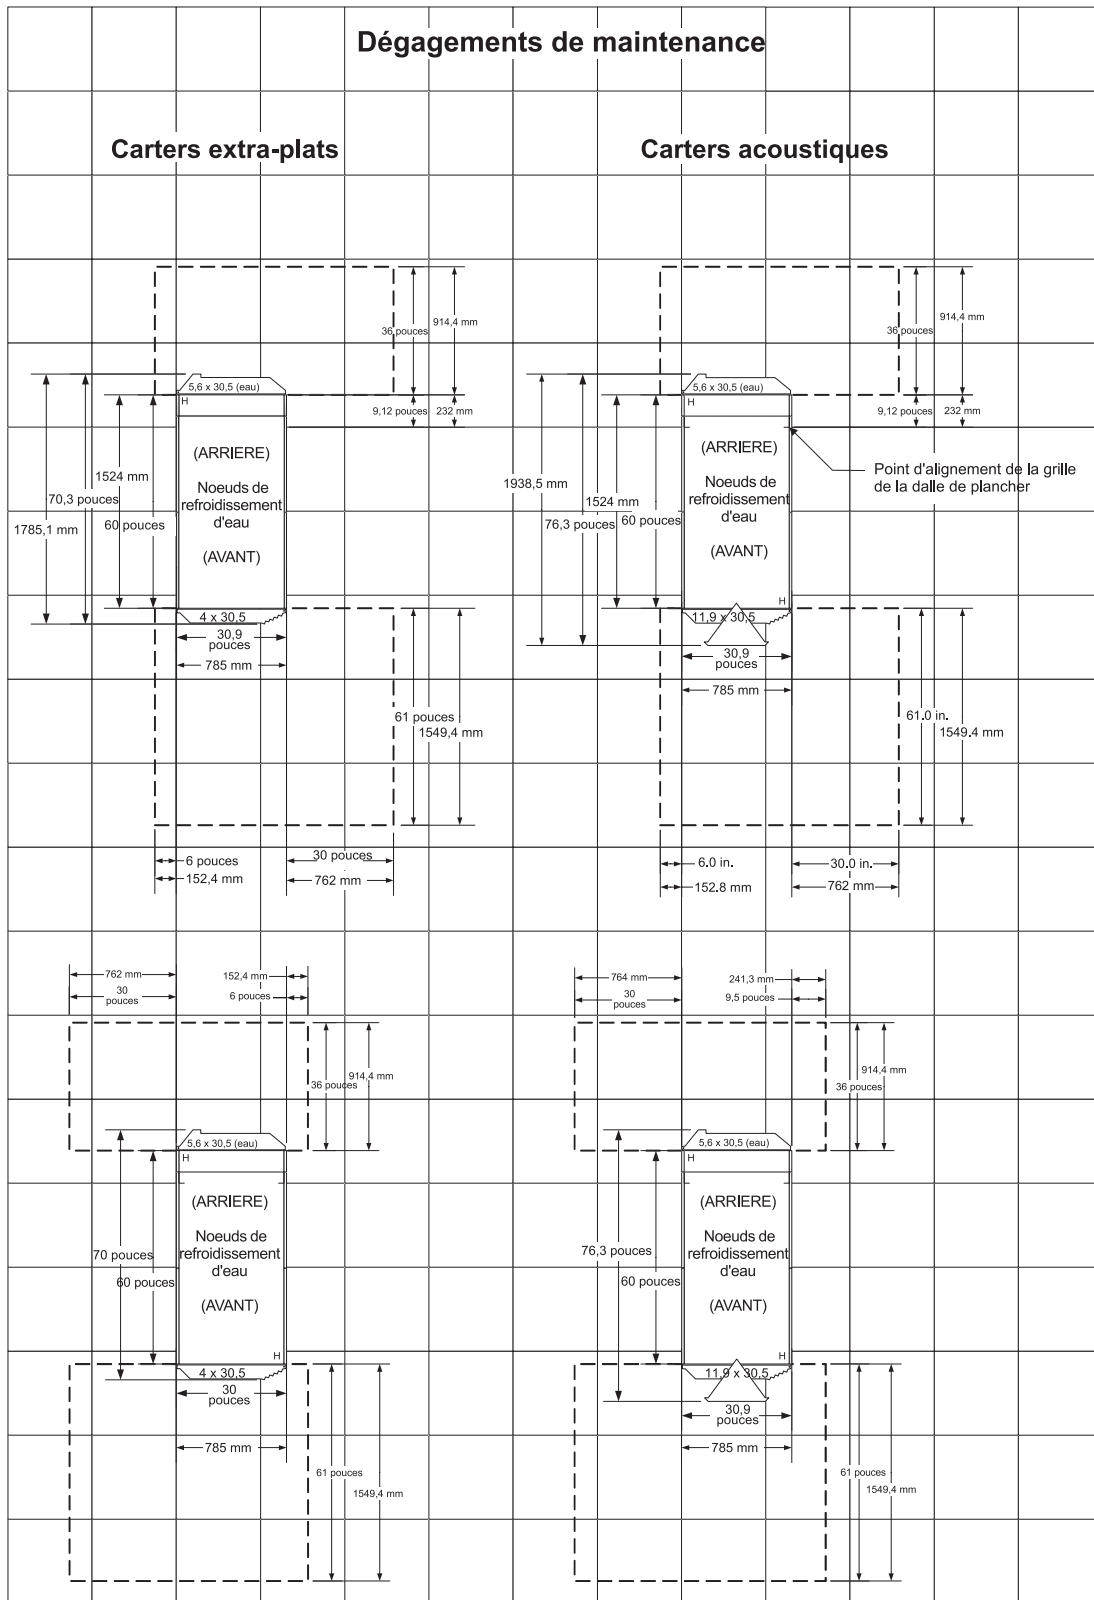 Dégagements de maintenance
Carters extra-plats
Carters acoustiques
36 pouces
914,4 mm
5,6 x 30,5 (eau)
H
9,12 pouces
232 mm
(ARRIERE)
1524 mm
70,3 pouces
1785,1 mm
60 pouces
Noeuds de
refroidissement
d'eau
(AVANT)
4 x 30,5
30,9
pouces
785 mm
61 pouces
1549,4 mm
6 pouces
152,4 mm
30 pouces
762 mm
36 pouces
914,4 mm
5,6 x 30,5 (eau)
H
9,12 pouces
232 mm
(ARRIERE)
Point d'alignement de la grille
de la dalle de plancher
1938,5 mm
1524 mm
76,3 pouces
60 pouces
Noeuds de
refroidissement
d'eau
(AVANT)
H
11,9 x 30,5
30,9
pouces
785 mm
61.0 in.
1549.4 mm
6.0 in.
152.8 mm
30.0 in.
762 mm
762 mm
30
pouces
152,4 mm
6 pouces
914,4 mm
36 pouces
5,6 x 30,5 (eau)
H
(ARRIERE)
Noeuds de
refroidissement
d'eau
70 pouces
60 pouces
(AVANT)
H
4 x 30,5
30
pouces
785 mm
61 pouces
1549,4 mm
764 mm
30
pouces
241,3 mm
9,5 pouces
914,4 mm
36 pouces
5,6 x 30,5 (eau)
H
(ARRIERE)
Noeuds de
refroidissement
d'eau
76,3 pouces
60 pouces
(AVANT)
11,9 x 30,5
30,9
pouces
785 mm
61 pouces
1549,4 mm